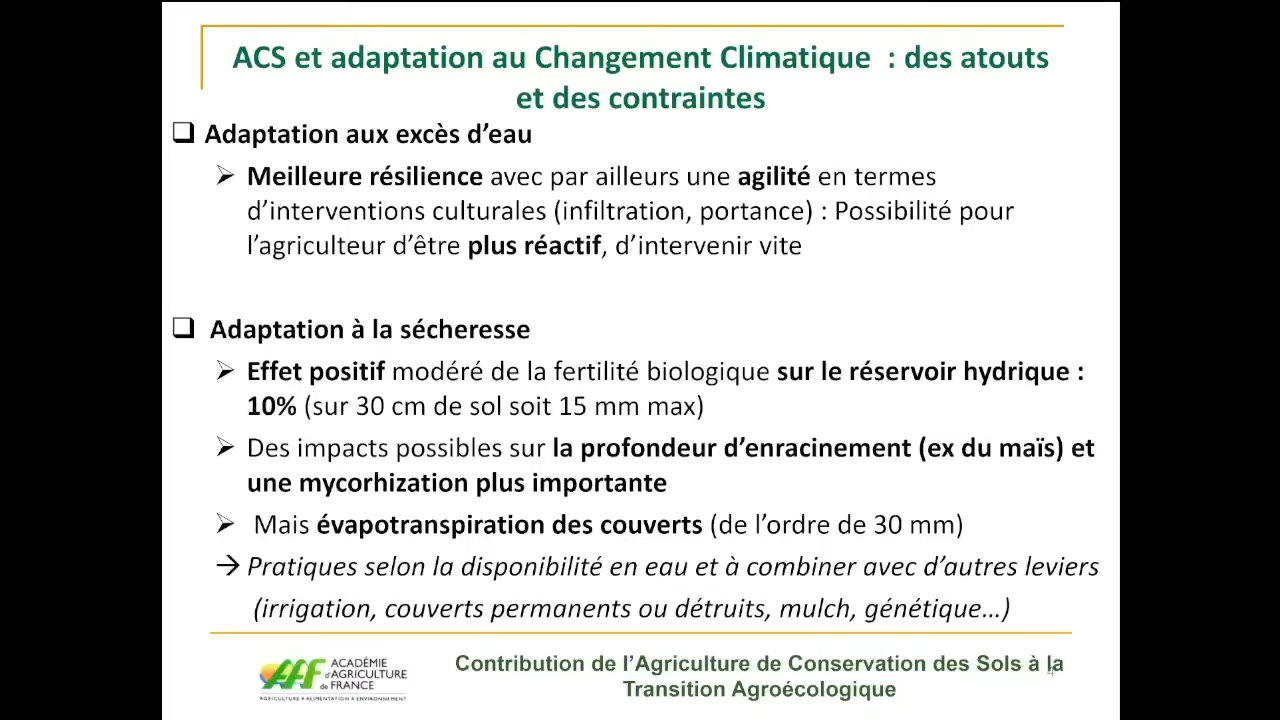 ACS et adaptation au Changement Climatique  : des atouts
et des contraintes
Adaptation aux excès d’eau
Meilleure résilience avec par ailleurs une agilité en termes
d’interventions culturales (infiltration, portance) : Possibilité pour
l’agriculteur d’être plus réactif, d’intervenir vite
Adaptation à la sécheresse
Effet positif modéré de la fertilité biologique sur le réservoir hydrique :
10% (sur 30 cm de sol soit 15 mm max)
Des impacts possibles sur la profondeur d’enracinement (ex du maïs) et
une mycorhization plus importante
Mais évapotranspiration des couverts (de l’ordre de 30 mm)
→ Pratiques selon la disponibilité en eau et à combiner avec d’autres leviers
(irrigation, couverts permanents ou détruits, mulch, génétique…)
AAF
ACADÉMIE
d’AGRICULTURE
de FRANCE
AGRICULTURE • ALIMENTATION • ENVIRONNEMENT
Contribution de l’Agriculture de Conservation des Sols à la
Transition Agroécologique